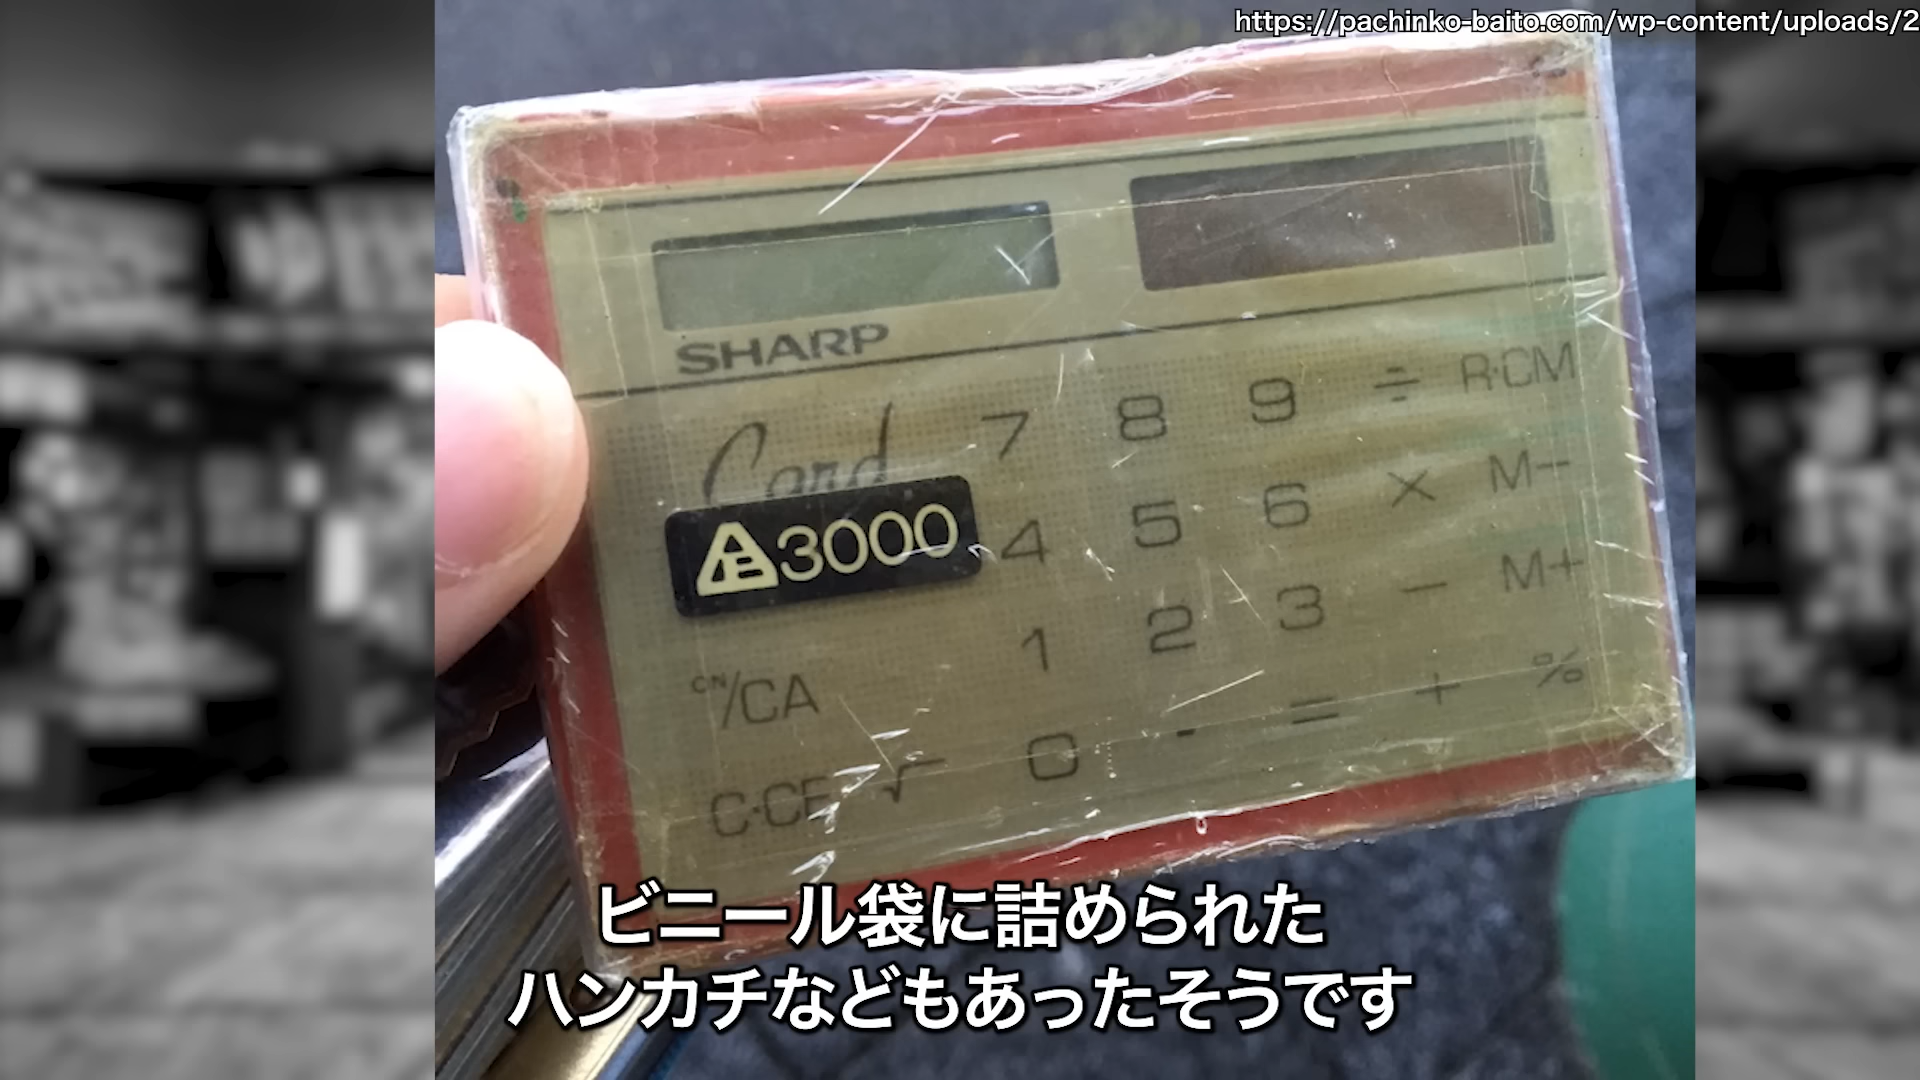 https://pachinko-baito.com/wp-content/uploads/2
SHARP
Card
3000
7 8 9 ÷ R·CM
4 5 6 × M−
1 2 3 − M+
ON/CA
0 · = + %
C·CE √
ビニール袋に詰められた
ハンカチなどもあったそうです